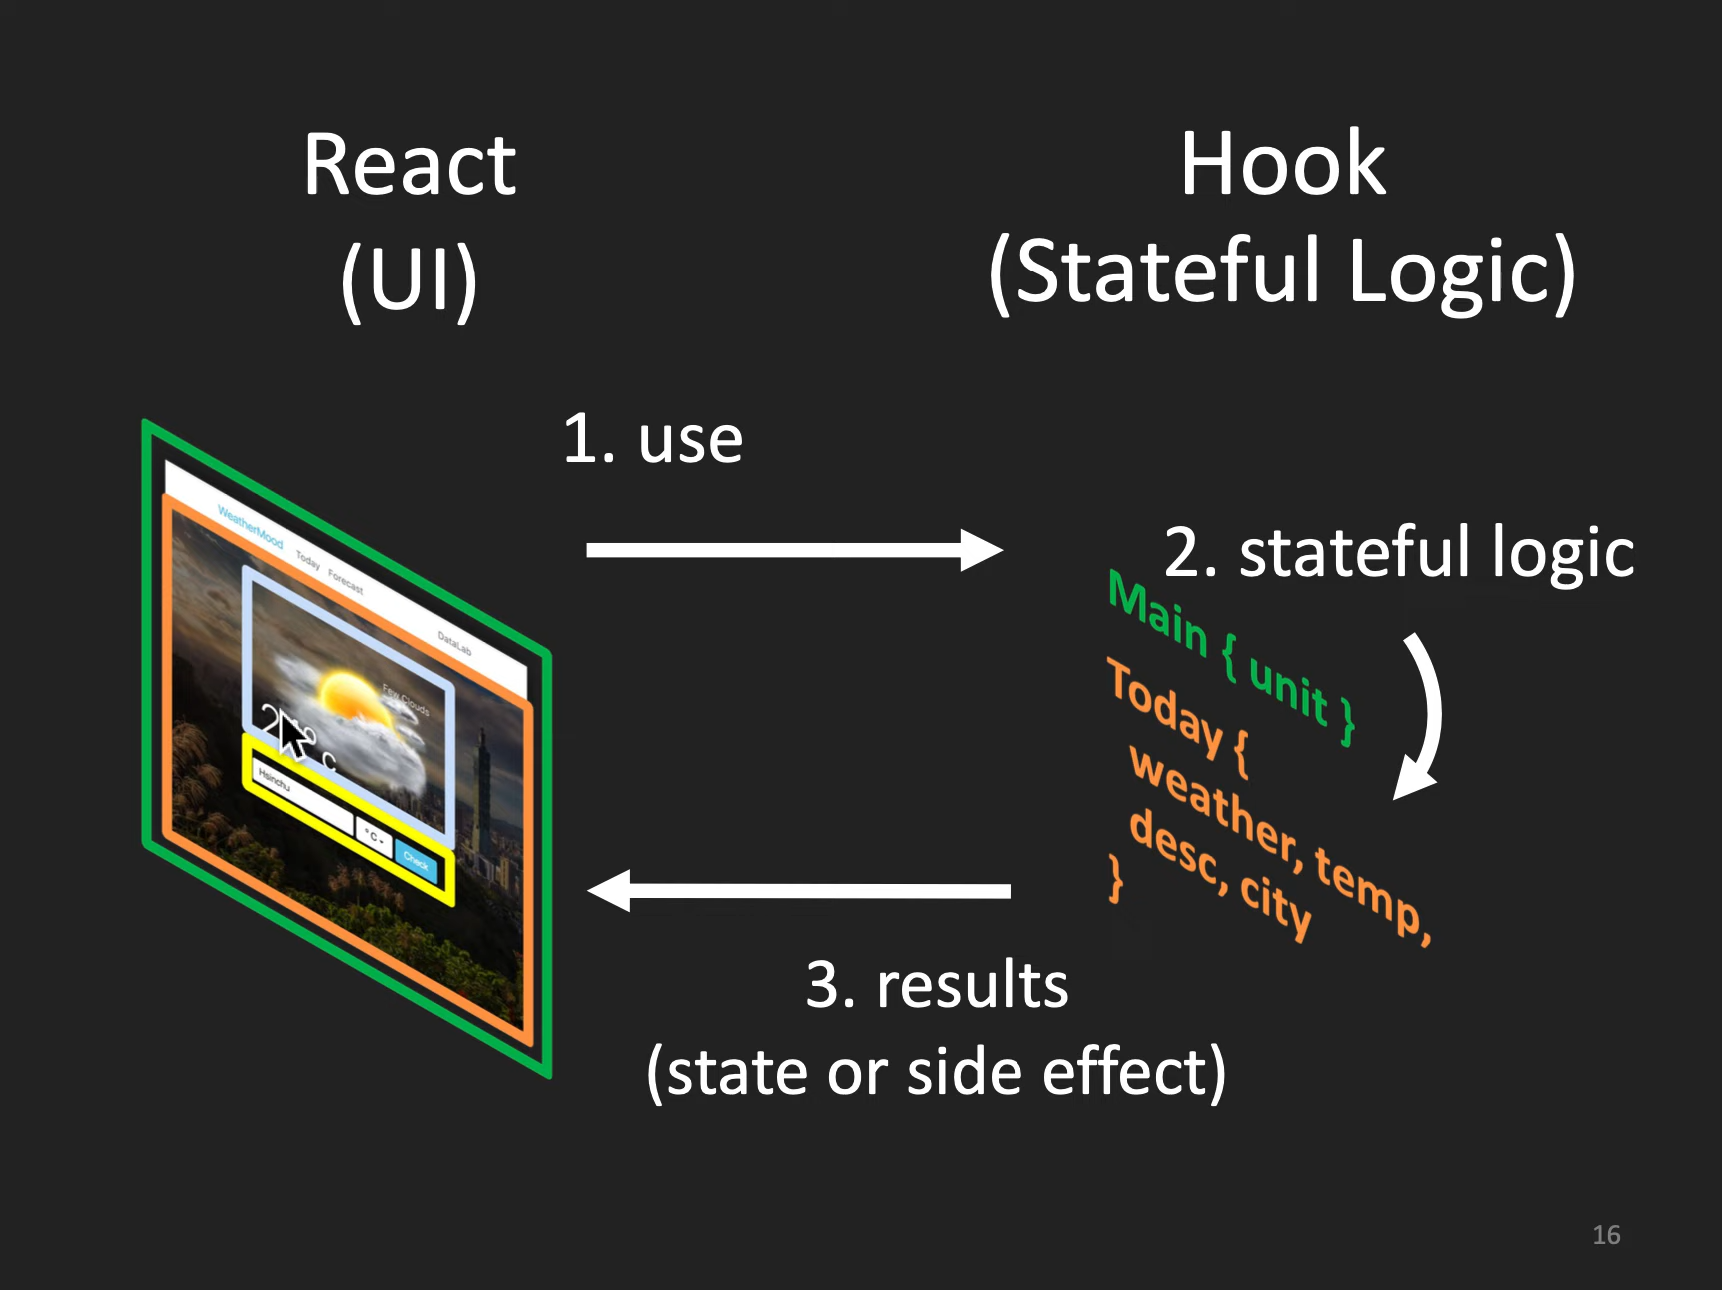 React
(UI)
Hook
(Stateful Logic)
1. use
2. stateful logic
WeatherMood Today Forecast DataLab
Few Clouds
° c
Hsinchu
°C
Check
Main { unit }
Today {
weather, temp,
desc, city
}
3. results
(state or side effect)
16